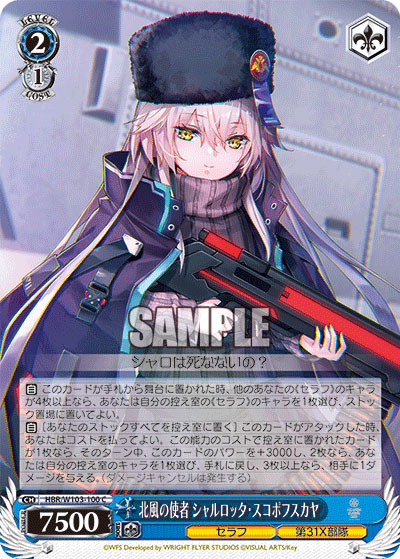 LEVEL
2
1
COST
SAMPLE
シャロは死なないの？
自 このカードが手札から舞台に置かれた時、他のあなたの《セラフ》のキャラ
が4枚以上なら、あなたは自分の控え室の《セラフ》のキャラを1枚選び、ストッ
ク置場に置いてよい。
自 ［あなたのストックすべてを控え室に置く］ このカードがアタックした時、
あなたはコストを払ってよい。この能力のコストで控え室に置かれたカード
が1枚なら、そのターン中、このカードのパワーを＋3000し、2枚なら、あな
たは自分の控え室のキャラを1枚選び、手札に戻し、3枚以上なら、相手に1ダ
メージを与える。（ダメージキャンセルは発生する）
CH HBR/W103-100 C
7500
北風の使者 シャルロッタ・スコポフスカヤ
セラフ
第31X部隊
©WFS Developed by WRIGHT FLYER STUDIOS ©VISUAL ARTS/Key